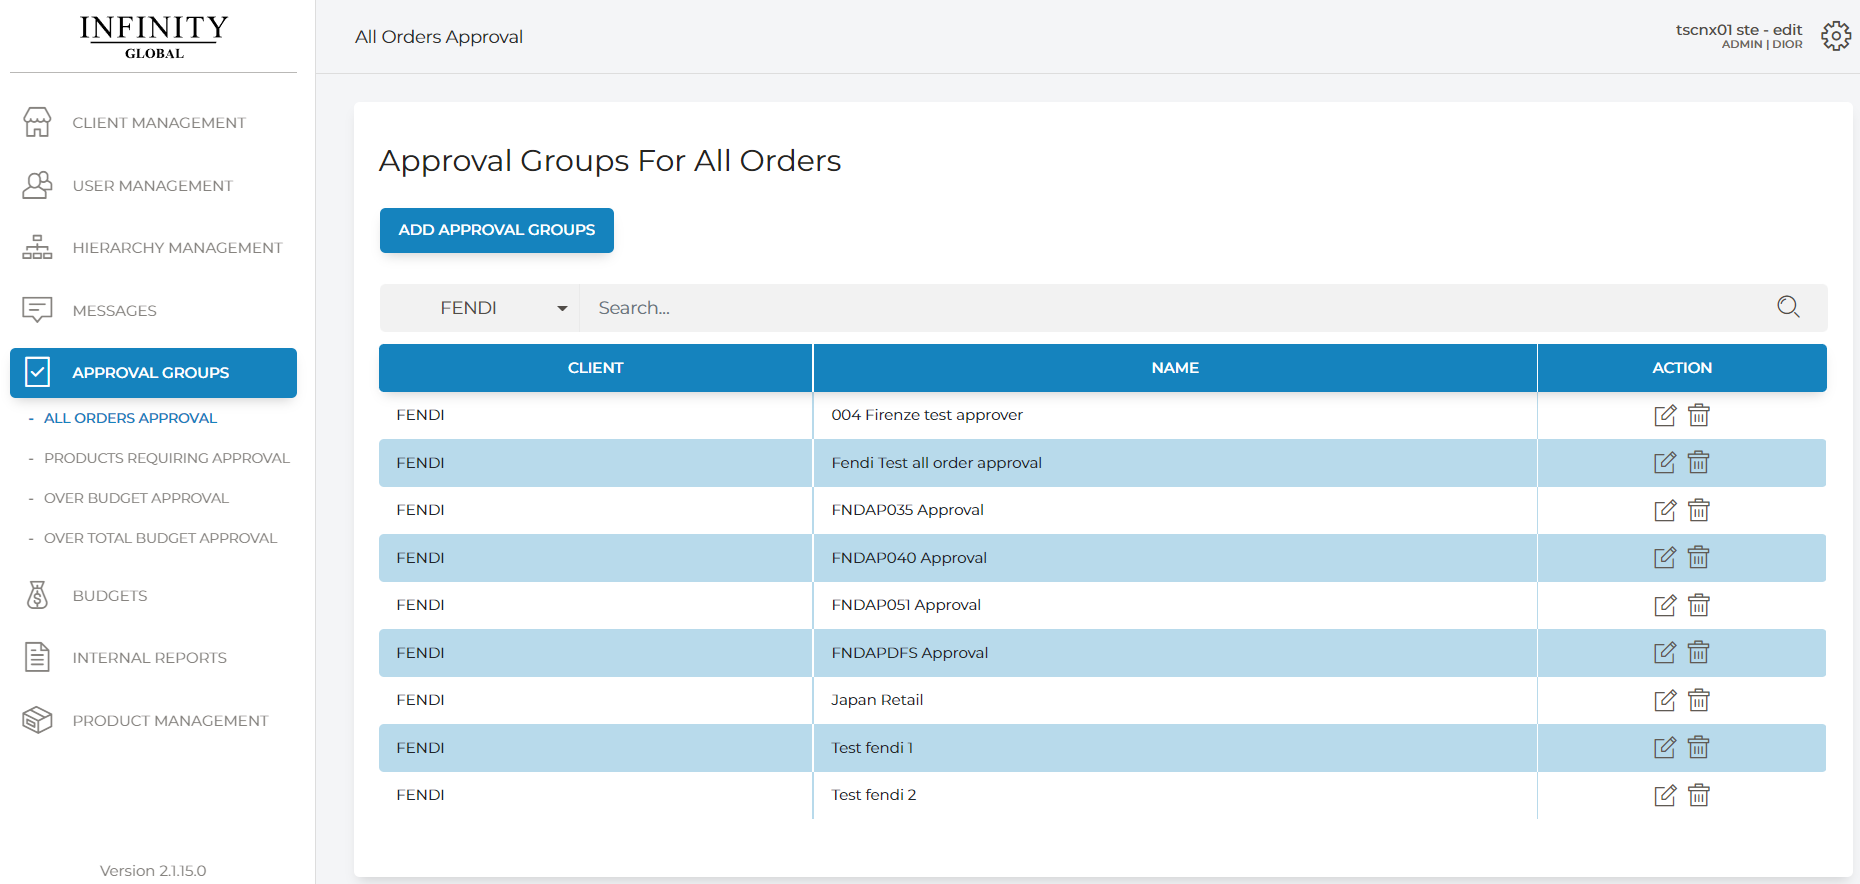 INFINITY
GLOBAL
All Orders Approval
tscnx01 ste - edit
ADMIN | DIOR
CLIENT MANAGEMENT
USER MANAGEMENT
HIERARCHY MANAGEMENT
MESSAGES
APPROVAL GROUPS
- ALL ORDERS APPROVAL
- PRODUCTS REQUIRING APPROVAL
- OVER BUDGET APPROVAL
- OVER TOTAL BUDGET APPROVAL
BUDGETS
INTERNAL REPORTS
PRODUCT MANAGEMENT
Version 2.1.15.0
Approval Groups For All Orders
ADD APPROVAL GROUPS
FENDI Search...
CLIENT NAME ACTION
FENDI 004 Firenze test approver
FENDI Fendi Test all order approval
FENDI FNDAP035 Approval
FENDI FNDAP040 Approval
FENDI FNDAP051 Approval
FENDI FNDAPDFS Approval
FENDI Japan Retail
FENDI Test fendi 1
FENDI Test fendi 2